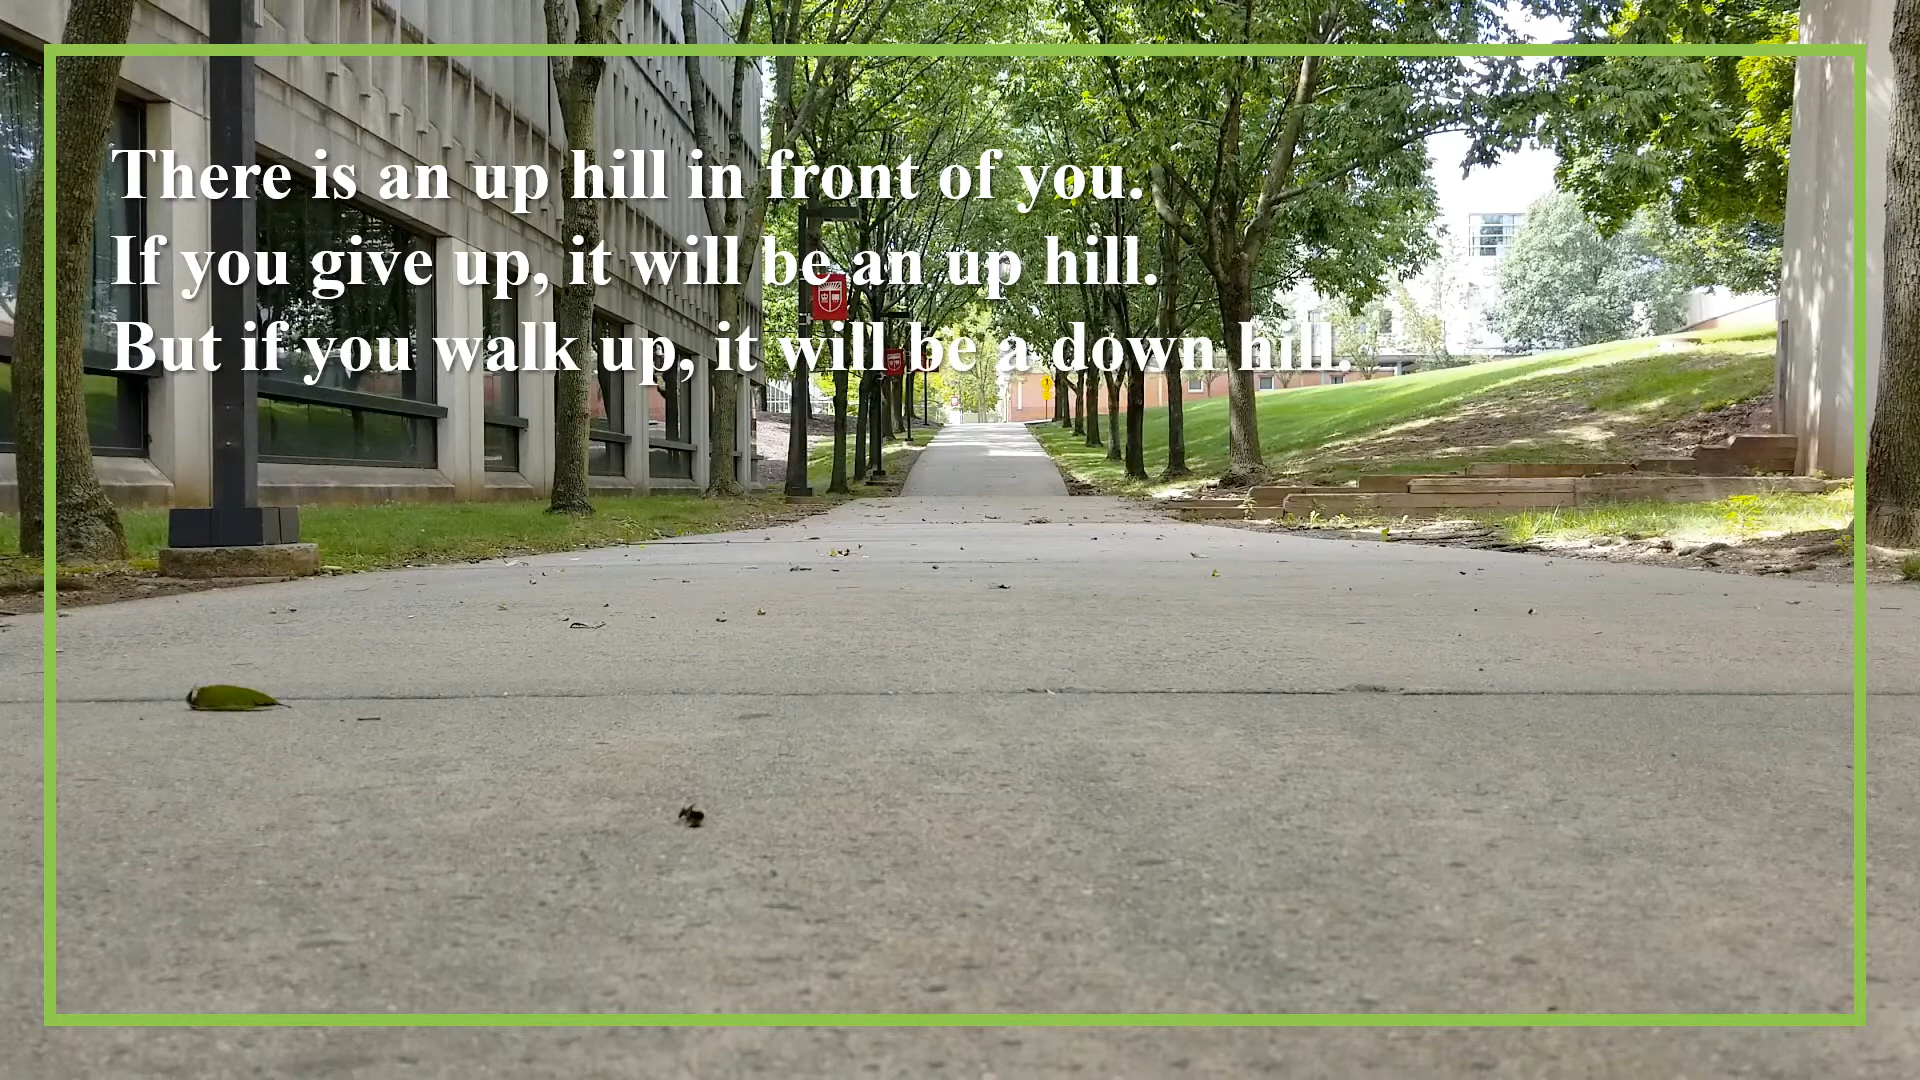 There is an up hill in front of you.
If you give up, it will be an up hill.
But if you walk up, it will be a down hill.